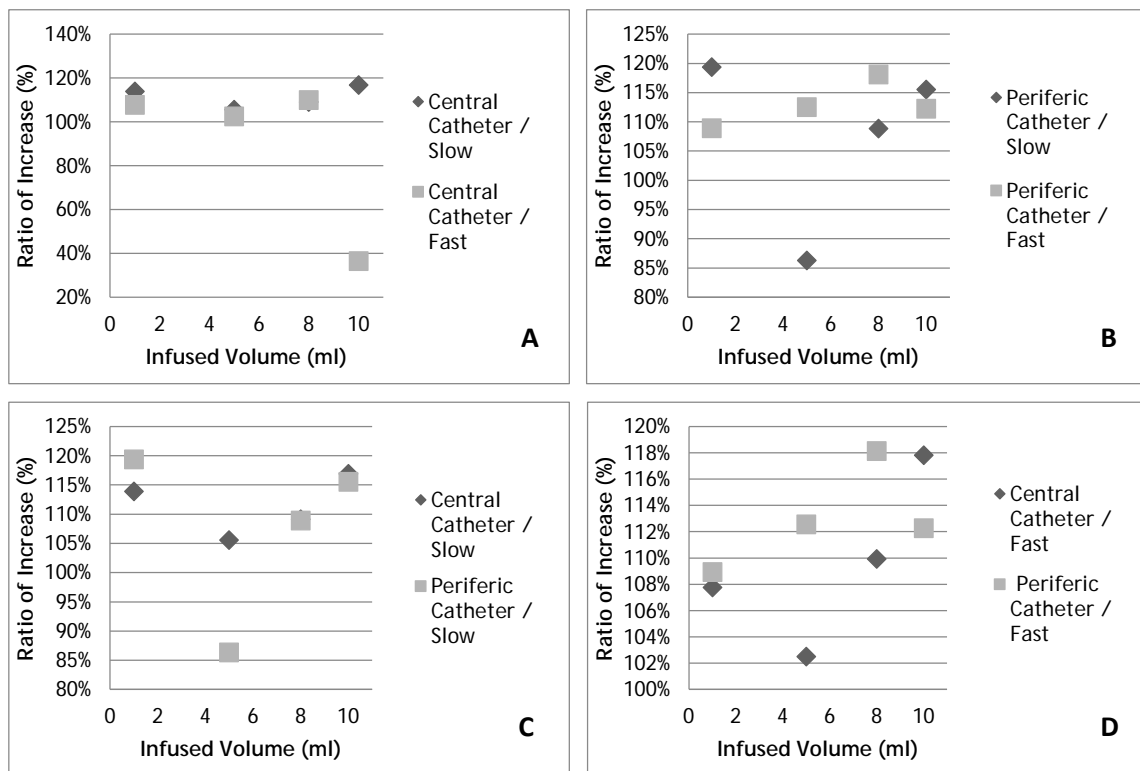 140%
120%
100%
80%
60%
40%
20%
0 2 4 6 8 10
Ratio of Increase (%)
Infused Volume (ml)
Central
Catheter /
Slow
Central
Catheter /
Fast
A
125%
120%
115%
110%
105%
100%
95%
90%
85%
80%
0 2 4 6 8 10
Ratio of Increase (%)
Infused Volume (ml)
Periferic
Catheter /
Slow
Periferic
Catheter /
Fast
B
125%
120%
115%
110%
105%
100%
95%
90%
85%
80%
0 2 4 6 8 10
Ratio of Increase (%)
Infused Volume (ml)
Central
Catheter /
Slow
Periferic
Catheter /
Slow
C
120%
118%
116%
114%
112%
110%
108%
106%
104%
102%
100%
0 2 4 6 8 10
Ratio of Increase (%)
Infused Volume (ml)
Central
Catheter /
Fast
Periferic
Catheter /
Fast
D